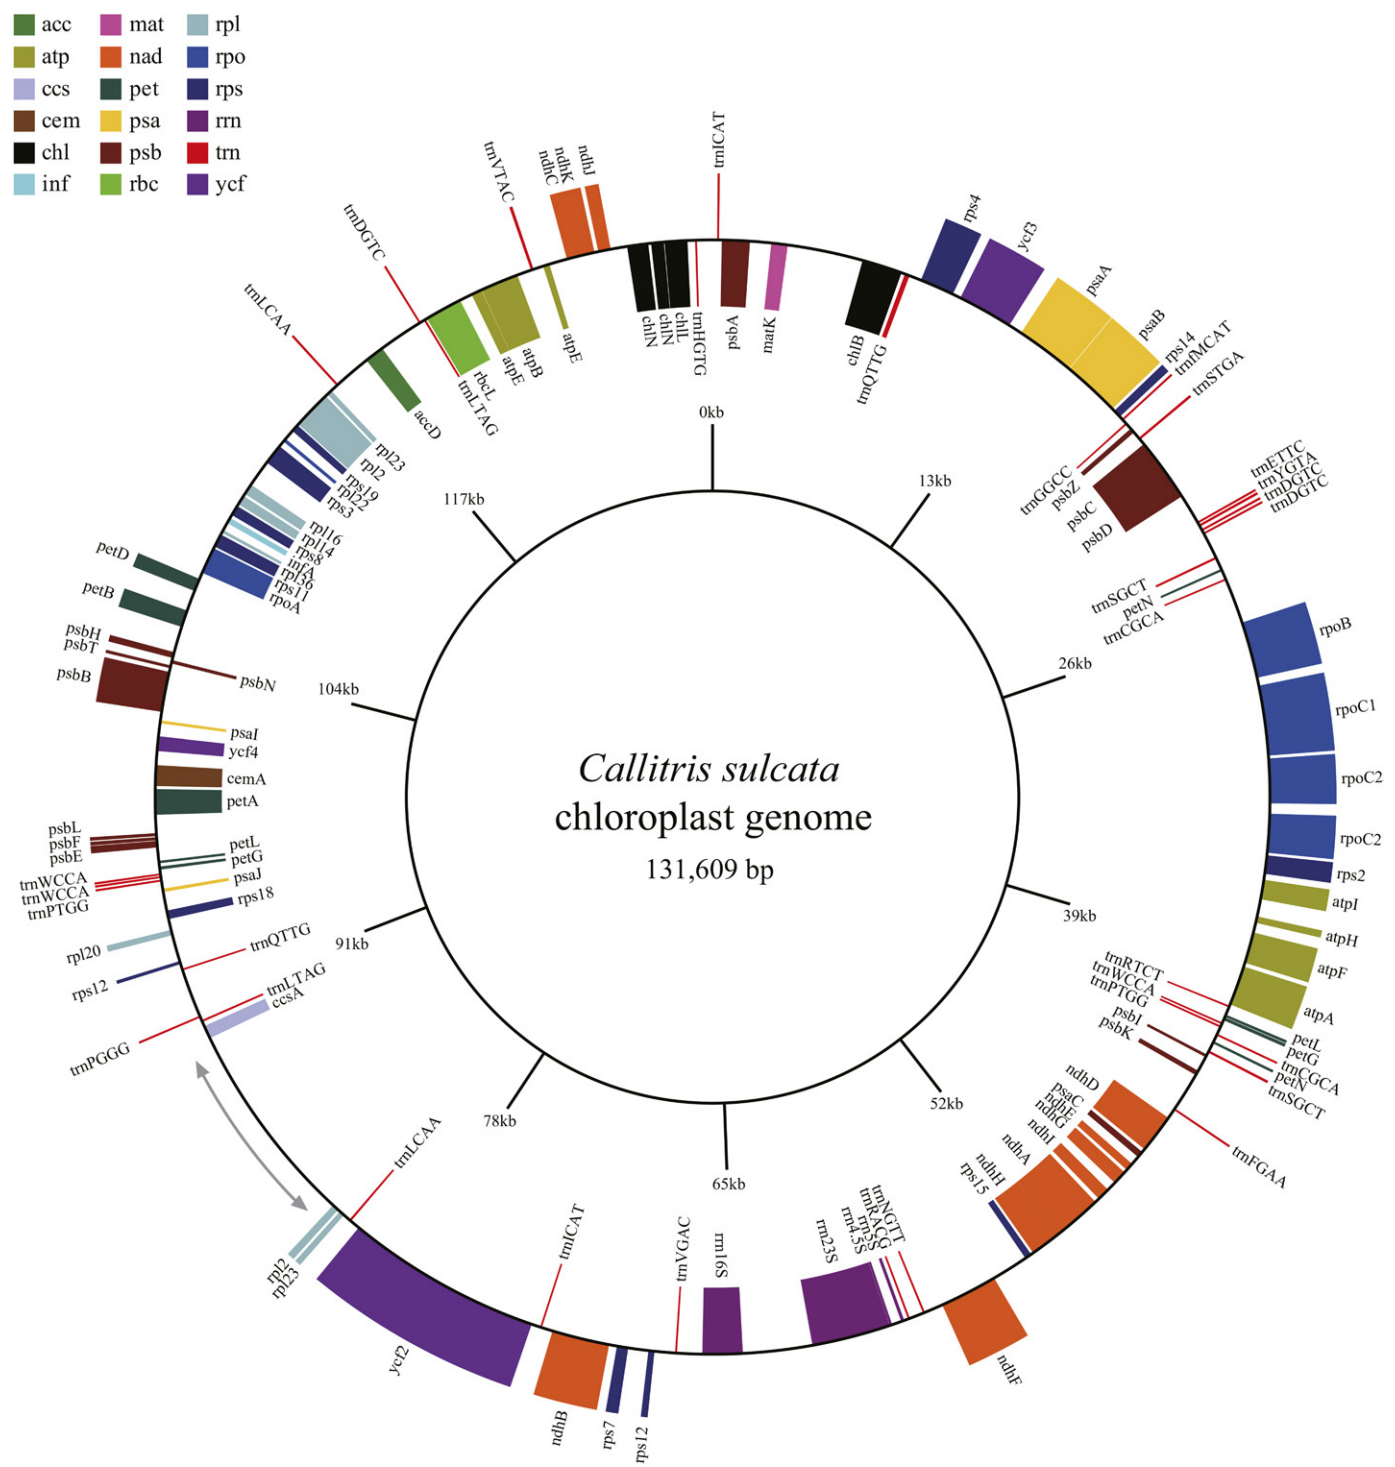 acc
mat
rpl
atp
nad
rpo
ccs
pet
rps
cem
psa
rrn
chl
psb
trn
inf
rbc
ycf
trnICAT
rps4
ycf3
psaA
psaB
rps14
trnfMCAT
trnSTGA
trnETTC
trnYGTA
trnDGTC
trnDGTC
rpoB
rpoC1
rpoC2
rpoC2
rps2
atpI
atpH
atpF
atpA
petL
petG
trnCGCA
petN
trnSGCT
trnFGAA
ndhF
rps12
rps7
ndhB
ycf2
rpl23
rpl2
trnPGGG
rps12
rpl20
trnPTGG
trnWCCA
trnWCCA
psbE
psbF
psbL
psbB
psbT
psbH
petB
petD
trnLCAA
trnDGTC
trnVTAC
ndhC
ndhK
ndhJ
chlN
chlN
chlL
trnHGTG
psbA
matK
chlB
trnQTTG
trnGGCC
psbZ
psbC
psbD
trnSGCT
petN
trnCGCA
trnRTCT
trnWCCA
trnPTGG
psbI
psbK
ndhD
psaC
ndhE
ndhG
ndhI
ndhA
ndhH
rps15
trnNGTT
trnRACG
rrn5S
rrn4.5S
rrn23S
rrn16S
trnVGAC
trnICAT
trnLCAA
ccsA
trnLTAG
trnQTTG
rps18
psaJ
petG
petL
petA
cemA
ycf4
psaI
psbN
rpoA
rps11
rpl36
infA
rps8
rpl14
rpl16
rps3
rpl22
rps19
rpl2
rpl23
accD
trnLTAG
rbcL
atpE
atpB
atpE
0kb
13kb
26kb
39kb
52kb
65kb
78kb
91kb
104kb
117kb
Callitris sulcata
chloroplast genome
131,609 bp